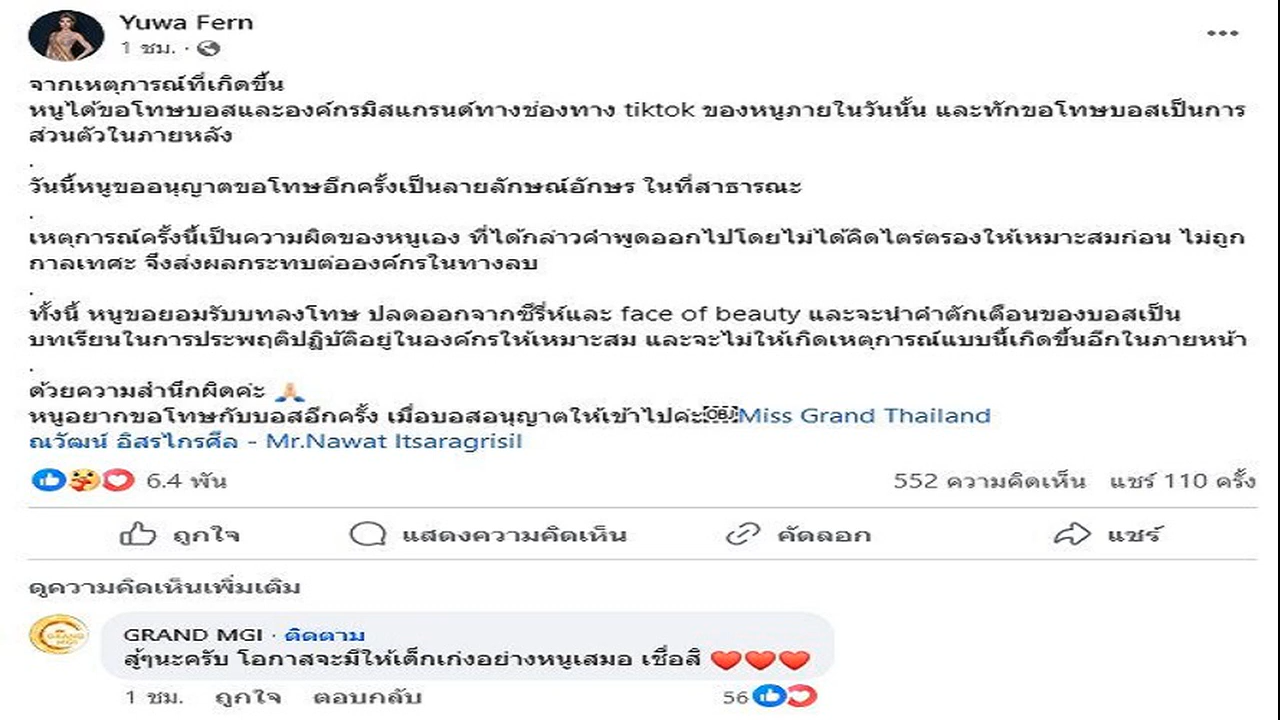 Yuwa Fern
1 ชม. ·
จากเหตุการณ์ที่เกิดขึ้น
หนูได้ขอโทษบอสและองค์กรมิสแกรนด์ทางช่องทาง tiktok ของหนูภายในวันนั้น และทักขอโทษบอสเป็นการ
ส่วนตัวในภายหลัง
.
วันนี้หนูขออนุญาตขอโทษอีกครั้งเป็นลายลักษณ์อักษร ในที่สาธารณะ
.
เหตุการณ์ครั้งนี้เป็นความผิดของหนูเอง ที่ได้กล่าวคำพูดออกไปโดยไม่ได้คิดไตร่ตรองให้เหมาะสมก่อน ไม่ถูก
กาลเทศะ จึงส่งผลกระทบต่อองค์กรในทางลบ
.
ทั้งนี้ หนูขอยอมรับบทลงโทษ ปลดออกจากซีรี่ห์และ face of beauty และจะนำคำตักเตือนของบอสเป็น
บทเรียนในการประพฤติปฏิบัติอยู่ในองค์กรให้เหมาะสม และจะไม่ให้เกิดเหตุการณ์แบบนี้เกิดขึ้นอีกในภายหน้า
.
ด้วยความสำนึกผิดค่ะ 🙏🏻
หนูอยากขอโทษกับบอสอีกครั้ง เมื่อบอสอนุญาตให้เข้าไปค่ะ￼Miss Grand Thailand
ณวัฒน์ อิสรไกรศีล - Mr.Nawat Itsaragrisil
6.4 พัน 552 ความคิดเห็น แชร์ 110 ครั้ง
ถูกใจ แสดงความคิดเห็น คัดลอก แชร์
ดูความคิดเห็นเพิ่มเติม
GRAND MGI · ติดตาม
สู้ๆนะครับ โอกาสจะมีให้เด็กเก่งอย่างหนูเสมอ เชื่อสิ ❤️❤️❤️
1 ชม. ถูกใจ ตอบกลับ 56